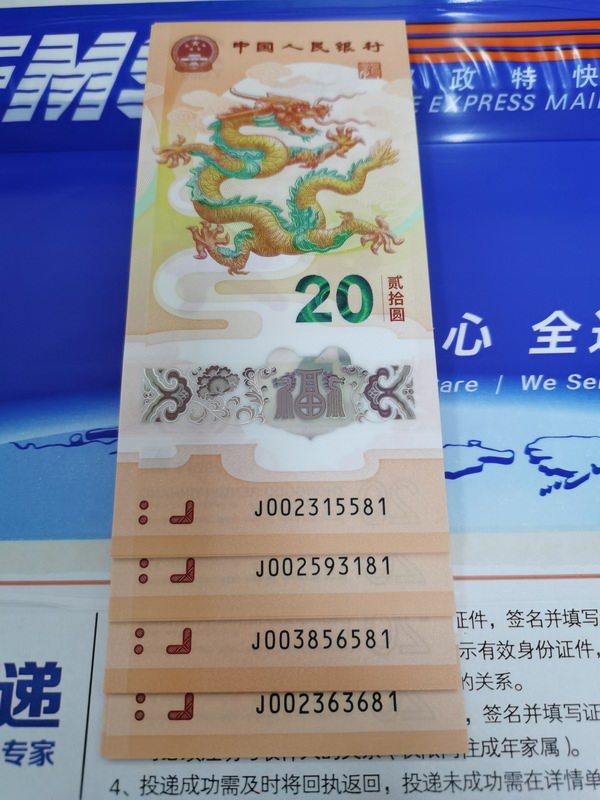 中国人民银行
EMS
政特快
E EXPRESS MAI
20
贰拾圆
心 全
are / We Se
福
J002315581
J002593181
J003856581
J002363681
证件，签名并填写
示有效身份证件，
的关系。
，签名并填写证
递
专家
住成年家属）。
4、投递成功需及时将回执返回，投递未成功需在详情单